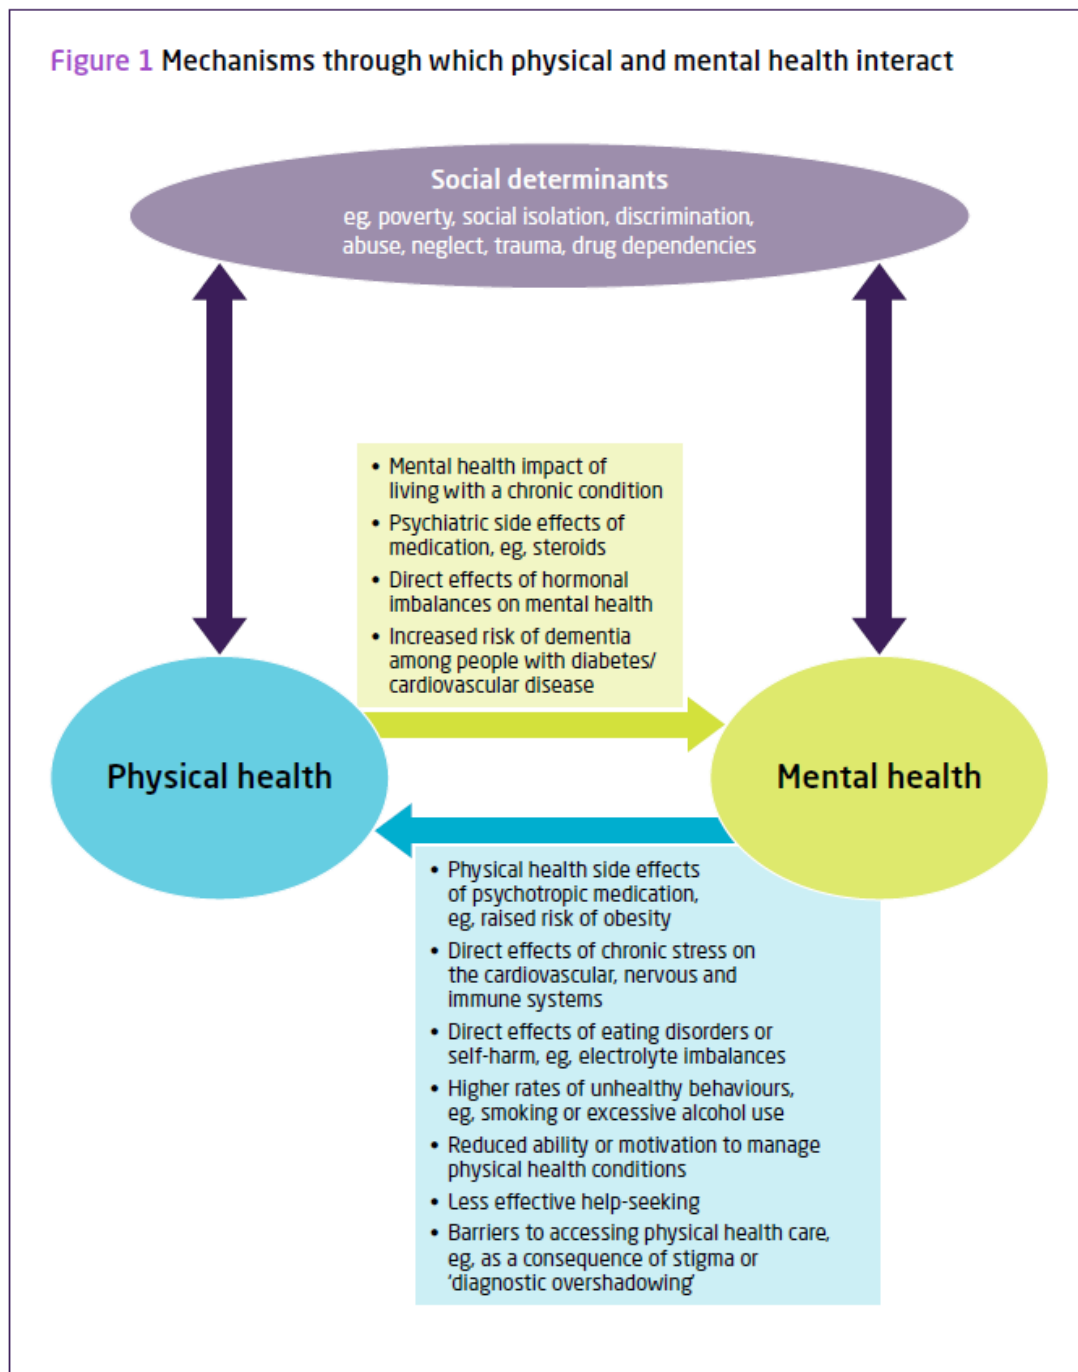 Figure 1 Mechanisms through which physical and mental health interact
Social determinants
eg, poverty, social isolation, discrimination,
abuse, neglect, trauma, drug dependencies
• Mental health impact of
living with a chronic condition
• Psychiatric side effects of
medication, eg, steroids
• Direct effects of hormonal
imbalances on mental health
• Increased risk of dementia
among people with diabetes/
cardiovascular disease
Physical health
Mental health
• Physical health side effects
of psychotropic medication,
eg, raised risk of obesity
• Direct effects of chronic stress on
the cardiovascular, nervous and
immune systems
• Direct effects of eating disorders or
self-harm, eg, electrolyte imbalances
• Higher rates of unhealthy behaviours,
eg, smoking or excessive alcohol use
• Reduced ability or motivation to manage
physical health conditions
• Less effective help-seeking
• Barriers to accessing physical health care,
eg, as a consequence of stigma or
‘diagnostic overshadowing’